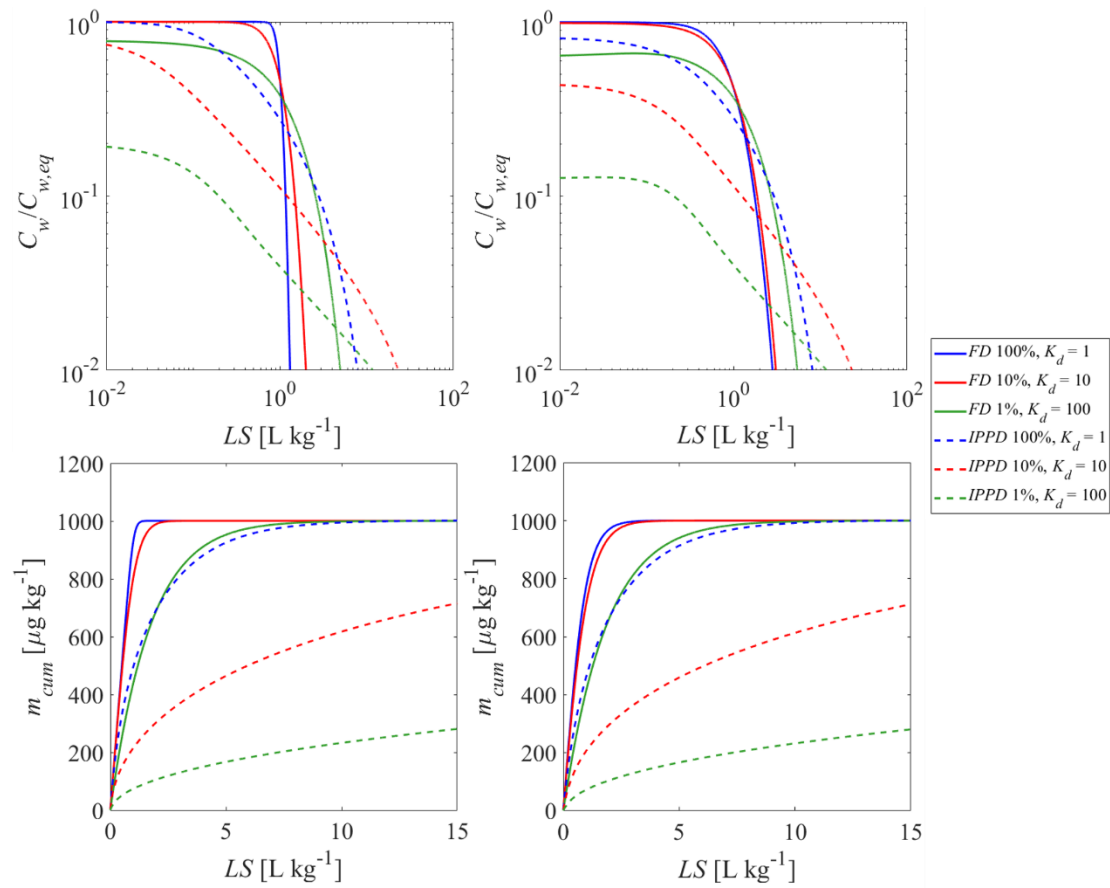 10^0
10^-1
10^-2
C_w/C_w,eq
10^-2
10^0
10^2
LS [L kg^-1]
10^0
10^-1
10^-2
C_w/C_w,eq
10^-2
10^0
10^2
LS [L kg^-1]
FD 100%, K_d = 1
FD 10%, K_d = 10
FD 1%, K_d = 100
IPPD 100%, K_d = 1
IPPD 10%, K_d = 10
IPPD 1%, K_d = 100
1200
1000
800
600
400
200
0
m_cum [μg kg^-1]
0
5
10
15
LS [L kg^-1]
1200
1000
800
600
400
200
0
m_cum [μg kg^-1]
0
5
10
15
LS [L kg^-1]